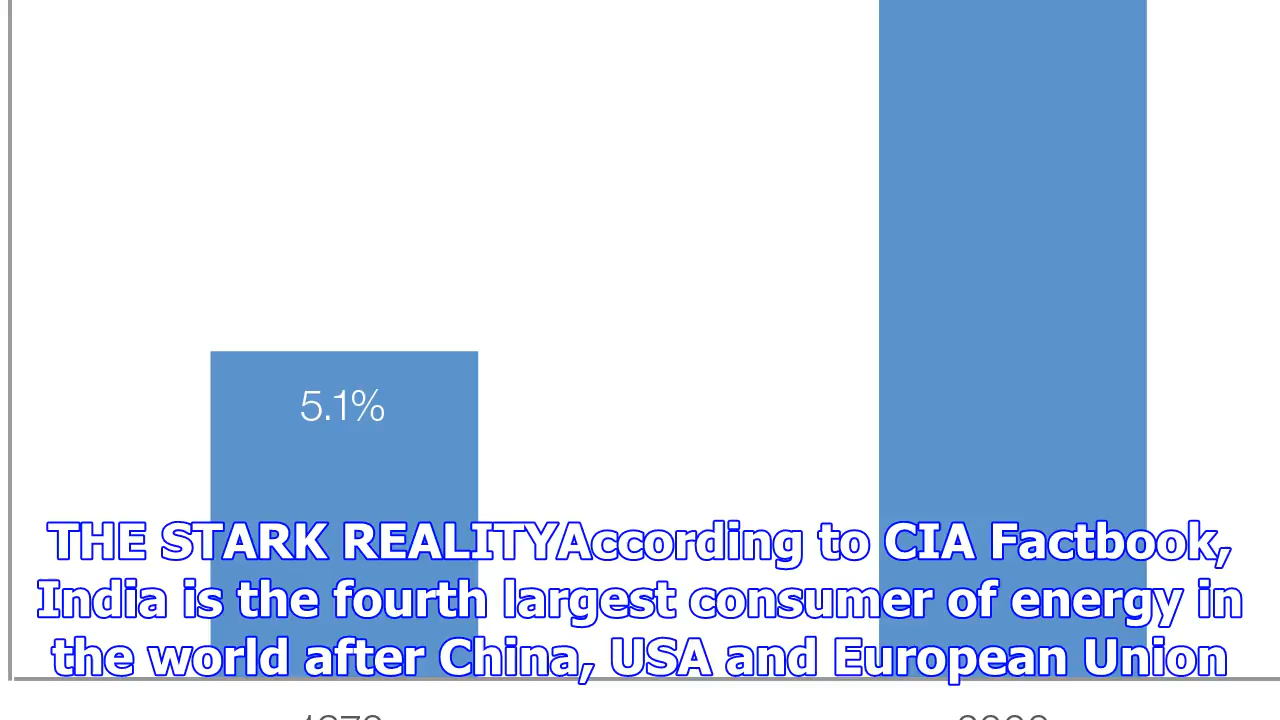 5.1%
THE STARK REALITYAccording to CIA Factbook,
India is the fourth largest consumer of energy in
the world after China, USA and European Union